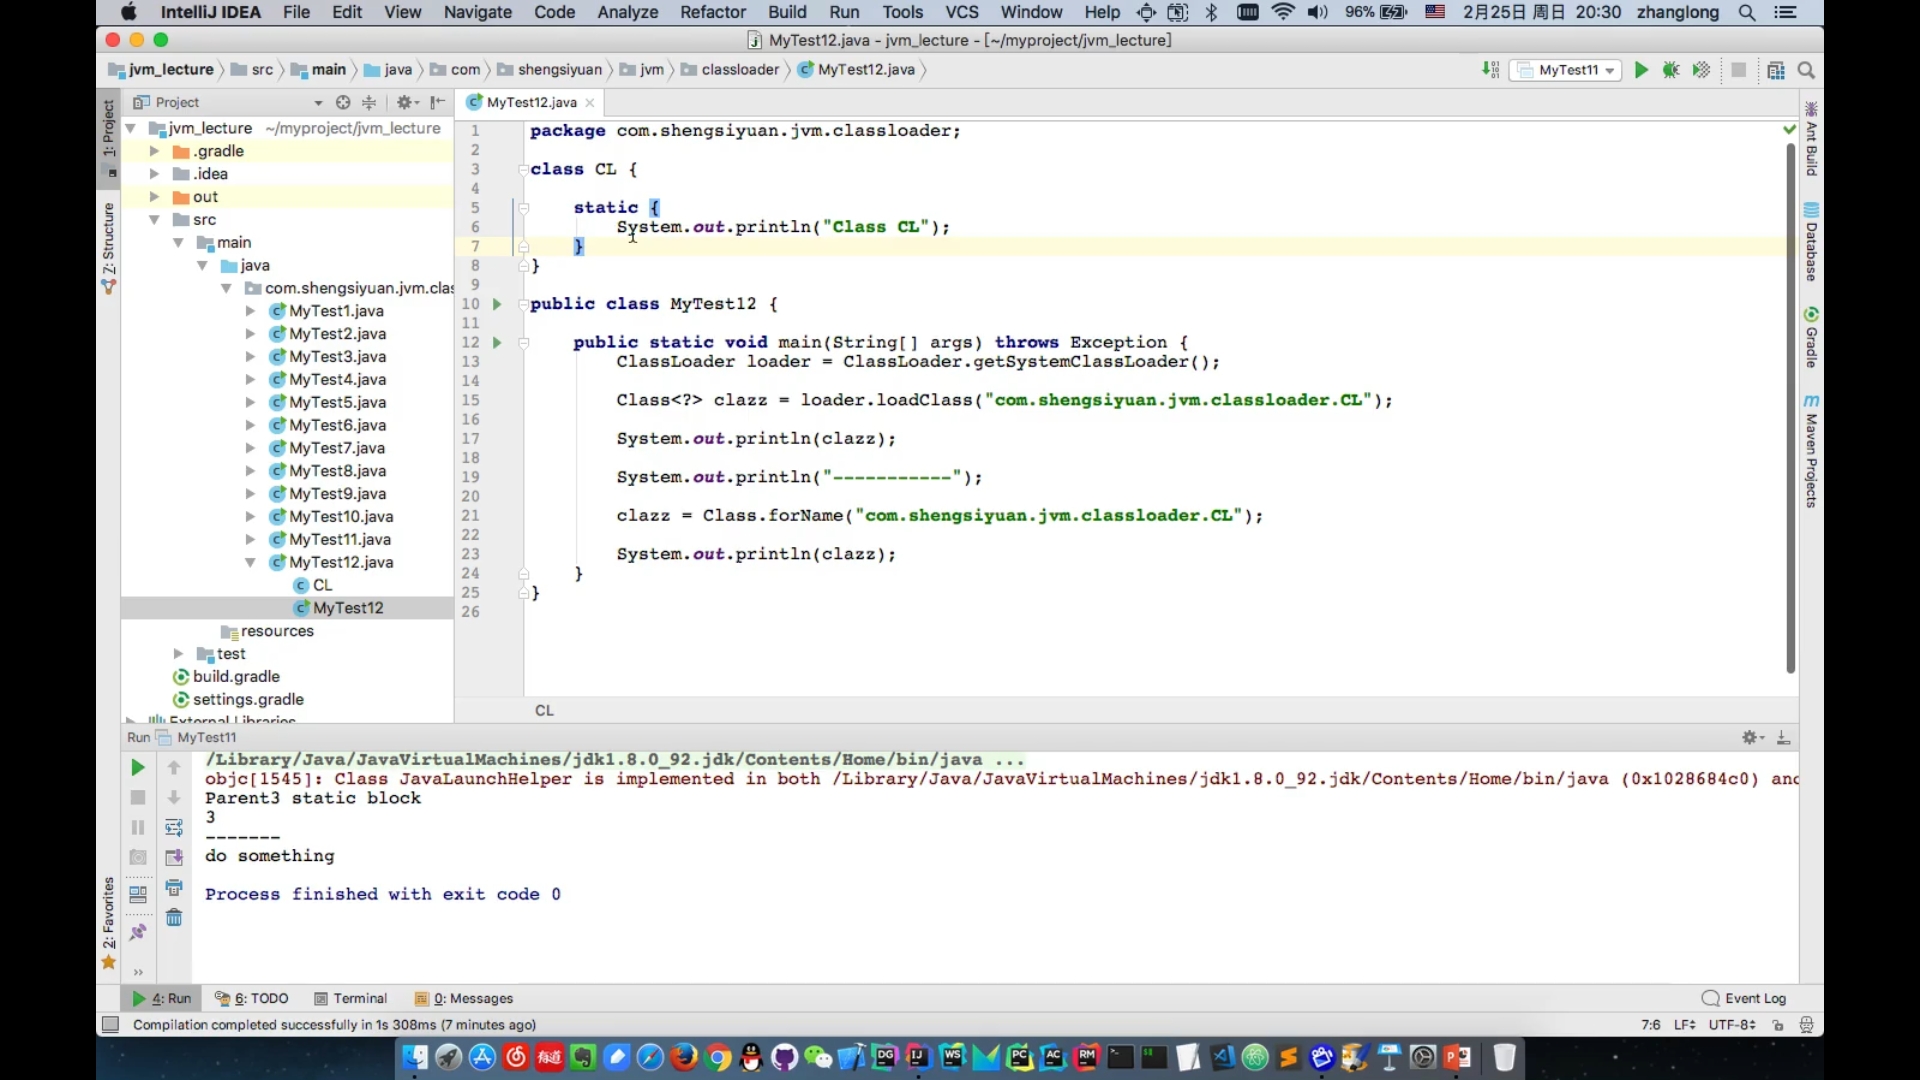 IntelliJ IDEA File Edit View Navigate Code Analyze Refactor Build Run Tools VCS Window Help 96% 2月25日 周日 20:30 zhanglong
MyTest12.java - jvm_lecture - [~/myproject/jvm_lecture]
jvm_lecture src main java com shengsiyuan jvm classloader MyTest12.java MyTest11
Project MyTest12.java
1: Project
Z: Structure
2: Favorites
jvm_lecture ~/myproject/jvm_lecture
.gradle
.idea
out
src
main
java
com.shengsiyuan.jvm.clas
MyTest1.java
MyTest2.java
MyTest3.java
MyTest4.java
MyTest5.java
MyTest6.java
MyTest7.java
MyTest8.java
MyTest9.java
MyTest10.java
MyTest11.java
MyTest12.java
CL
MyTest12
resources
test
build.gradle
settings.gradle
External Libraries
1 package com.shengsiyuan.jvm.classloader;
2
3 class CL {
4
5 static {
6 System.out.println("Class CL");
7 }
8 }
9
10 public class MyTest12 {
11
12 public static void main(String[] args) throws Exception {
13 ClassLoader loader = ClassLoader.getSystemClassLoader();
14
15 Class<?> clazz = loader.loadClass("com.shengsiyuan.jvm.classloader.CL");
16
17 System.out.println(clazz);
18
19 System.out.println("-----------");
20
21 clazz = Class.forName("com.shengsiyuan.jvm.classloader.CL");
22
23 System.out.println(clazz);
24 }
25 }
26
CL
Ant Build
Database
Gradle
Maven Projects
Run MyTest11
/Library/Java/JavaVirtualMachines/jdk1.8.0_92.jdk/Contents/Home/bin/java ...
objc[1545]: Class JavaLaunchHelper is implemented in both /Library/Java/JavaVirtualMachines/jdk1.8.0_92.jdk/Contents/Home/bin/java (0x1028684c0) and
Parent3 static block
3
-------
do something
Process finished with exit code 0
4: Run 6: TODO Terminal 0: Messages Event Log
Compilation completed successfully in 1s 308ms (7 minutes ago) 7:6 LF UTF-8
有道 DG IJ WS PC AC RM